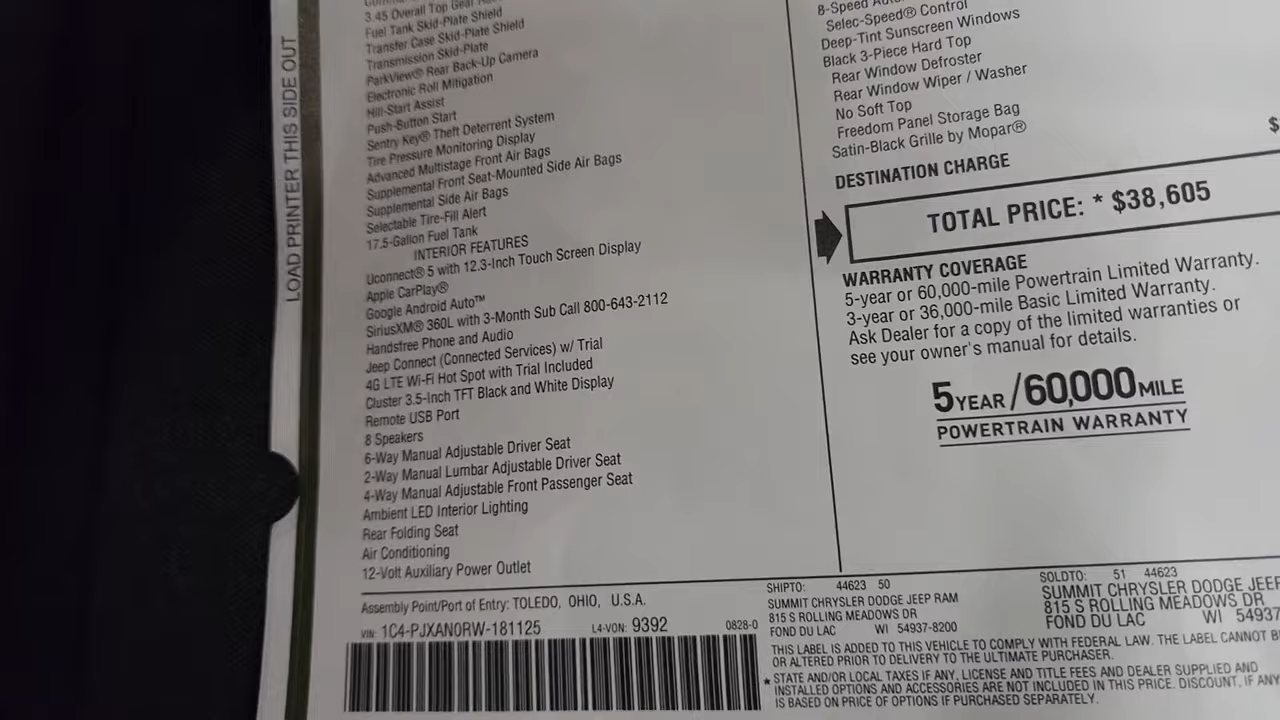 LOAD PRINTER THIS SIDE OUT
3.45 Overall Top Gear
Fuel Tank Skid-Plate Shield
Transfer Case Skid-Plate Shield
Transmission Skid-Plate
ParkView® Rear Back-Up Camera
Electronic Roll Mitigation
Hill-Start Assist
Push-Button Start
Sentry Key® Theft Deterrent System
Tire Pressure Monitoring Display
Advanced Multistage Front Air Bags
Supplemental Front Seat-Mounted Side Air Bags
Supplemental Side Air Bags
Selectable Tire-Fill Alert
17.5-Gallon Fuel Tank
INTERIOR FEATURES
Uconnect® 5 with 12.3-Inch Touch Screen Display
Apple CarPlay®
Google Android Auto™
SiriusXM® 360L with 3-Month Sub Call 800-643-2112
Handsfree Phone and Audio
Jeep Connect (Connected Services) w/ Trial
4G LTE Wi-Fi Hot Spot with Trial Included
Cluster 3.5-Inch TFT Black and White Display
Remote USB Port
8 Speakers
6-Way Manual Adjustable Driver Seat
2-Way Manual Lumbar Adjustable Driver Seat
4-Way Manual Adjustable Front Passenger Seat
Ambient LED Interior Lighting
Rear Folding Seat
Air Conditioning
12-Volt Auxiliary Power Outlet
8-Speed
Selec-Speed® Control
Deep-Tint Sunscreen Windows
Black 3-Piece Hard Top
Rear Window Defroster
Rear Window Wiper / Washer
No Soft Top
Freedom Panel Storage Bag
Satin-Black Grille by Mopar®
$
DESTINATION CHARGE
TOTAL PRICE: * $38,605
WARRANTY COVERAGE
5-year or 60,000-mile Powertrain Limited Warranty.
3-year or 36,000-mile Basic Limited Warranty.
Ask Dealer for a copy of the limited warranties or
see your owner's manual for details.
5 YEAR / 60,000 MILE
POWERTRAIN WARRANTY
Assembly Point/Port of Entry: TOLEDO, OHIO, U.S.A.
VIN: 1C4-PJXAN0RW-181125 L4-VON: 9392 0828-0
SHIPTO: 44623 50
SUMMIT CHRYSLER DODGE JEEP RAM
815 S ROLLING MEADOWS DR
FOND DU LAC WI 54937-8200
SOLDTO: 51 44623
SUMMIT CHRYSLER DODGE JEEP
815 S ROLLING MEADOWS DR
FOND DU LAC WI 54937
THIS LABEL IS ADDED TO THIS VEHICLE TO COMPLY WITH FEDERAL LAW. THE LABEL CANNOT
OR ALTERED PRIOR TO DELIVERY TO THE ULTIMATE PURCHASER.
* STATE AND/OR LOCAL TAXES IF ANY, LICENSE AND TITLE FEES AND DEALER SUPPLIED AND
INSTALLED OPTIONS AND ACCESSORIES ARE NOT INCLUDED IN THIS PRICE. DISCOUNT, IF ANY
IS BASED ON PRICE OF OPTIONS IF PURCHASED SEPARATELY.